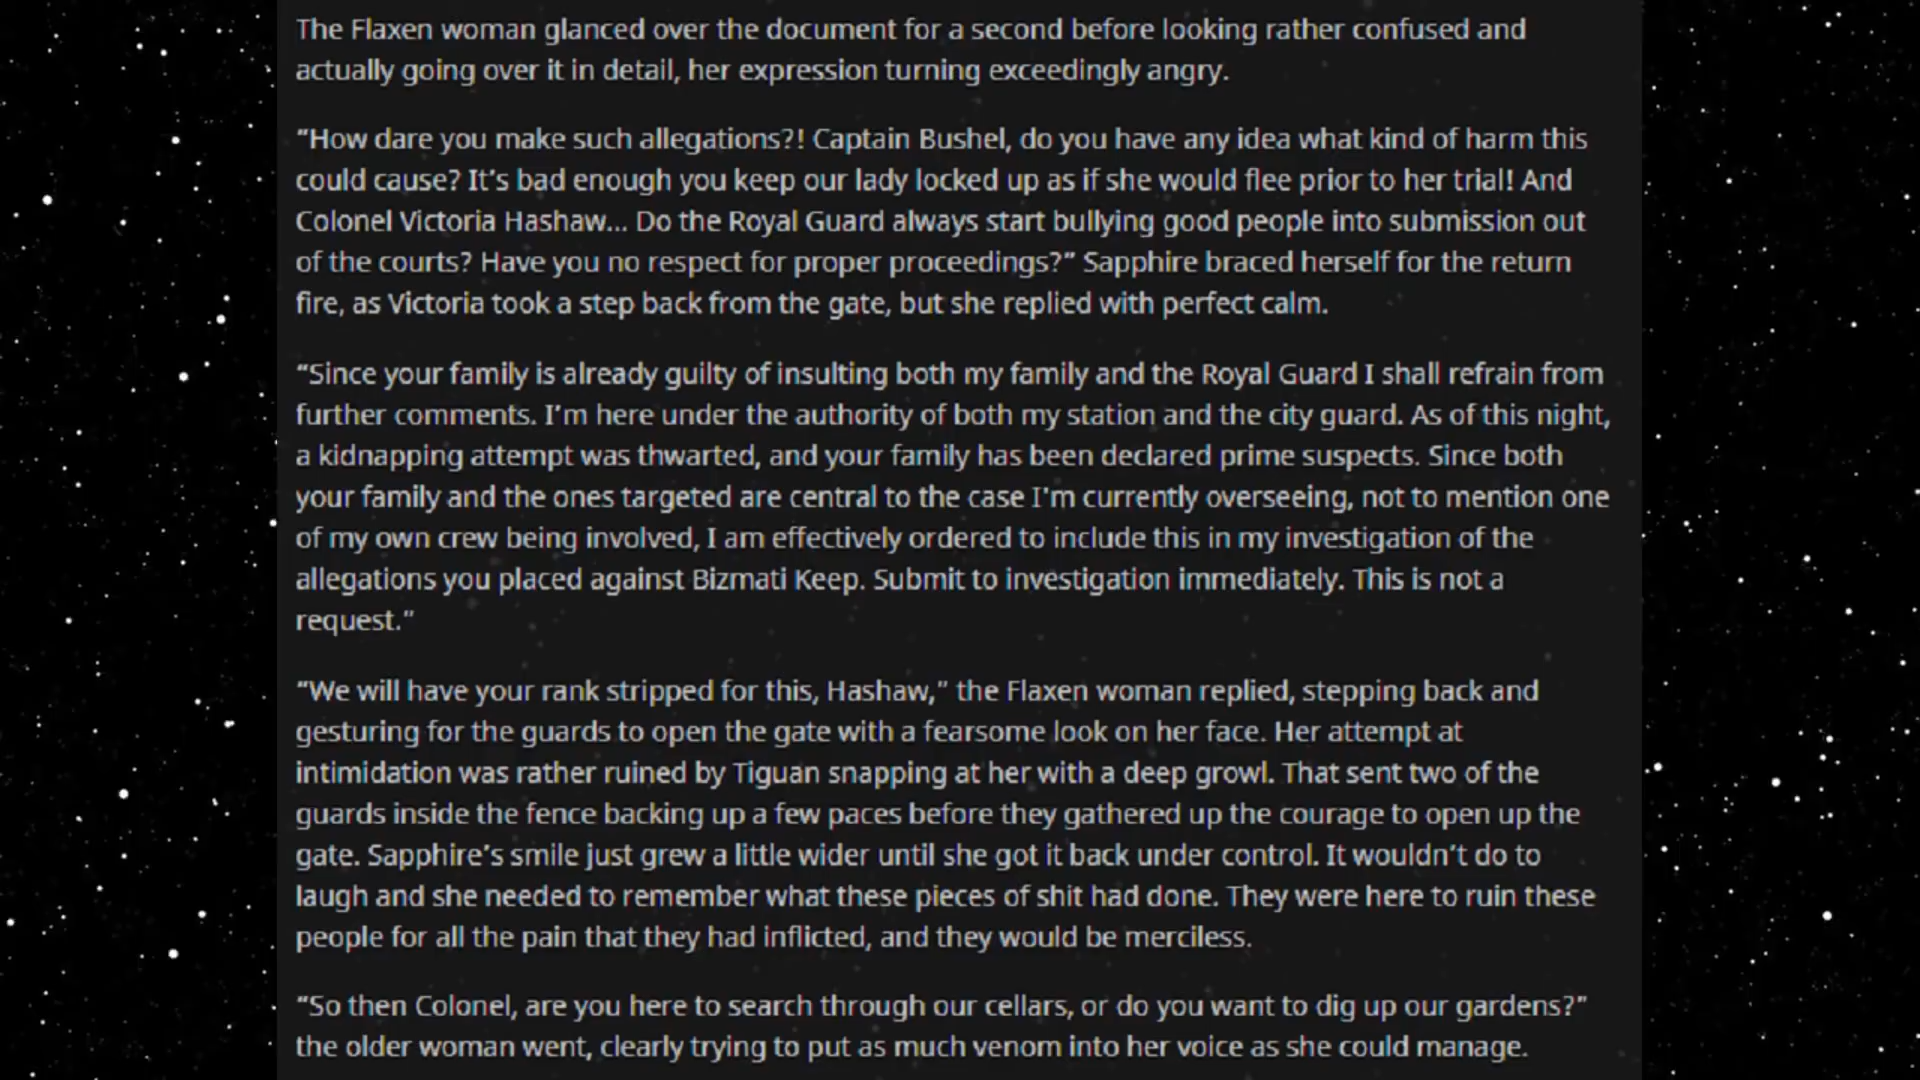 The Flaxen woman glanced over the document for a second before looking rather confused and
actually going over it in detail, her expression turning exceedingly angry.
“How dare you make such allegations?! Captain Bushel, do you have any idea what kind of harm this
could cause? It’s bad enough you keep our lady locked up as if she would flee prior to her trial! And
Colonel Victoria Hashaw... Do the Royal Guard always start bullying good people into submission out
of the courts? Have you no respect for proper proceedings?” Sapphire braced herself for the return
fire, as Victoria took a step back from the gate, but she replied with perfect calm.
“Since your family is already guilty of insulting both my family and the Royal Guard I shall refrain from
further comments. I’m here under the authority of both my station and the city guard. As of this night,
a kidnapping attempt was thwarted, and your family has been declared prime suspects. Since both
your family and the ones targeted are central to the case I'm currently overseeing, not to mention one
of my own crew being involved, I am effectively ordered to include this in my investigation of the
allegations you placed against Bizmati Keep. Submit to investigation immediately. This is not a
request.”
“We will have your rank stripped for this, Hashaw,” the Flaxen woman replied, stepping back and
gesturing for the guards to open the gate with a fearsome look on her face. Her attempt at
intimidation was rather ruined by Tiguan snapping at her with a deep growl. That sent two of the
guards inside the fence backing up a few paces before they gathered up the courage to open up the
gate. Sapphire’s smile just grew a little wider until she got it back under control. It wouldn’t do to
laugh and she needed to remember what these pieces of shit had done. They were here to ruin these
people for all the pain that they had inflicted, and they would be merciless.
“So then Colonel, are you here to search through our cellars, or do you want to dig up our gardens?”
the older woman went, clearly trying to put as much venom into her voice as she could manage.